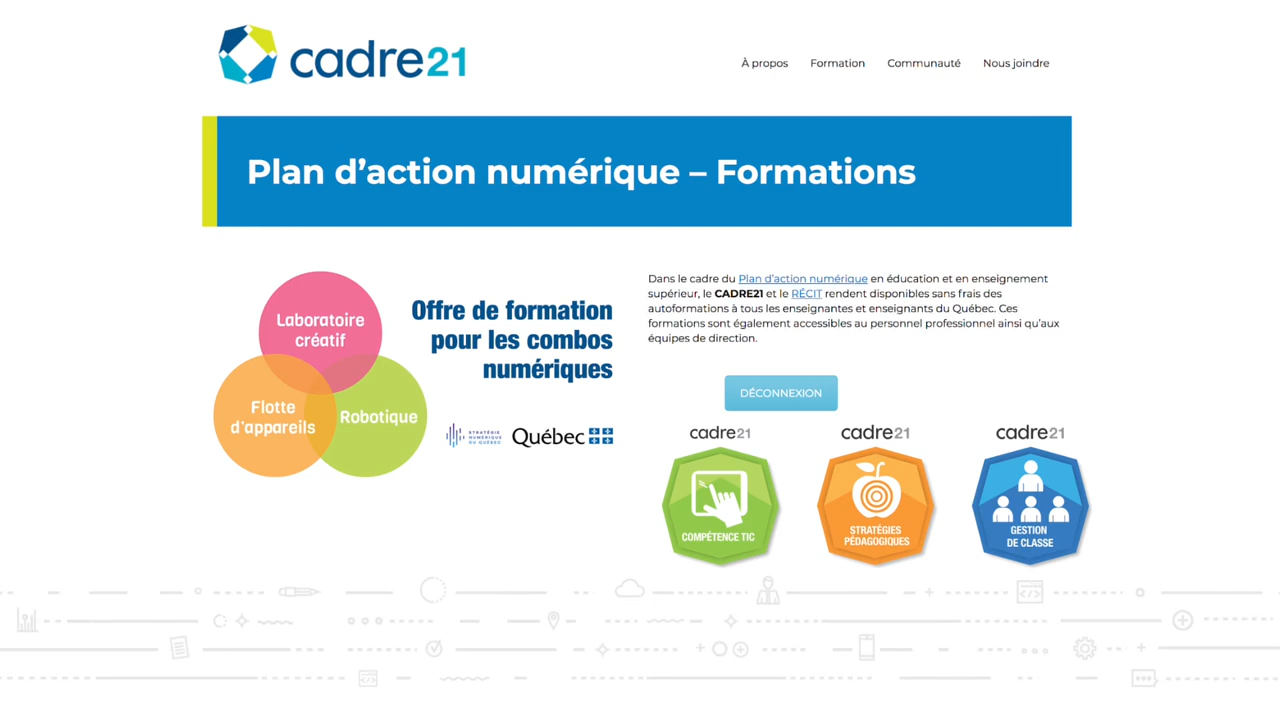 cadre21
À propos Formation Communauté Nous joindre
Plan d'action numérique – Formations
Laboratoire
créatif
Flotte
d'appareils
Robotique
Offre de formation
pour les combos
numériques
STRATÉGIE
NUMÉRIQUE
DU QUÉBEC
Québec
Dans le cadre du Plan d'action numérique en éducation et en enseignement
supérieur, le CADRE21 et le RÉCIT rendent disponibles sans frais des
autoformations à tous les enseignantes et enseignants du Québec. Ces
formations sont également accessibles au personnel professionnel ainsi qu'aux
équipes de direction.
DÉCONNEXION
cadre21
COMPÉTENCE TIC
cadre21
STRATÉGIES
PÉDAGOGIQUES
cadre21
GESTION
DE CLASSE